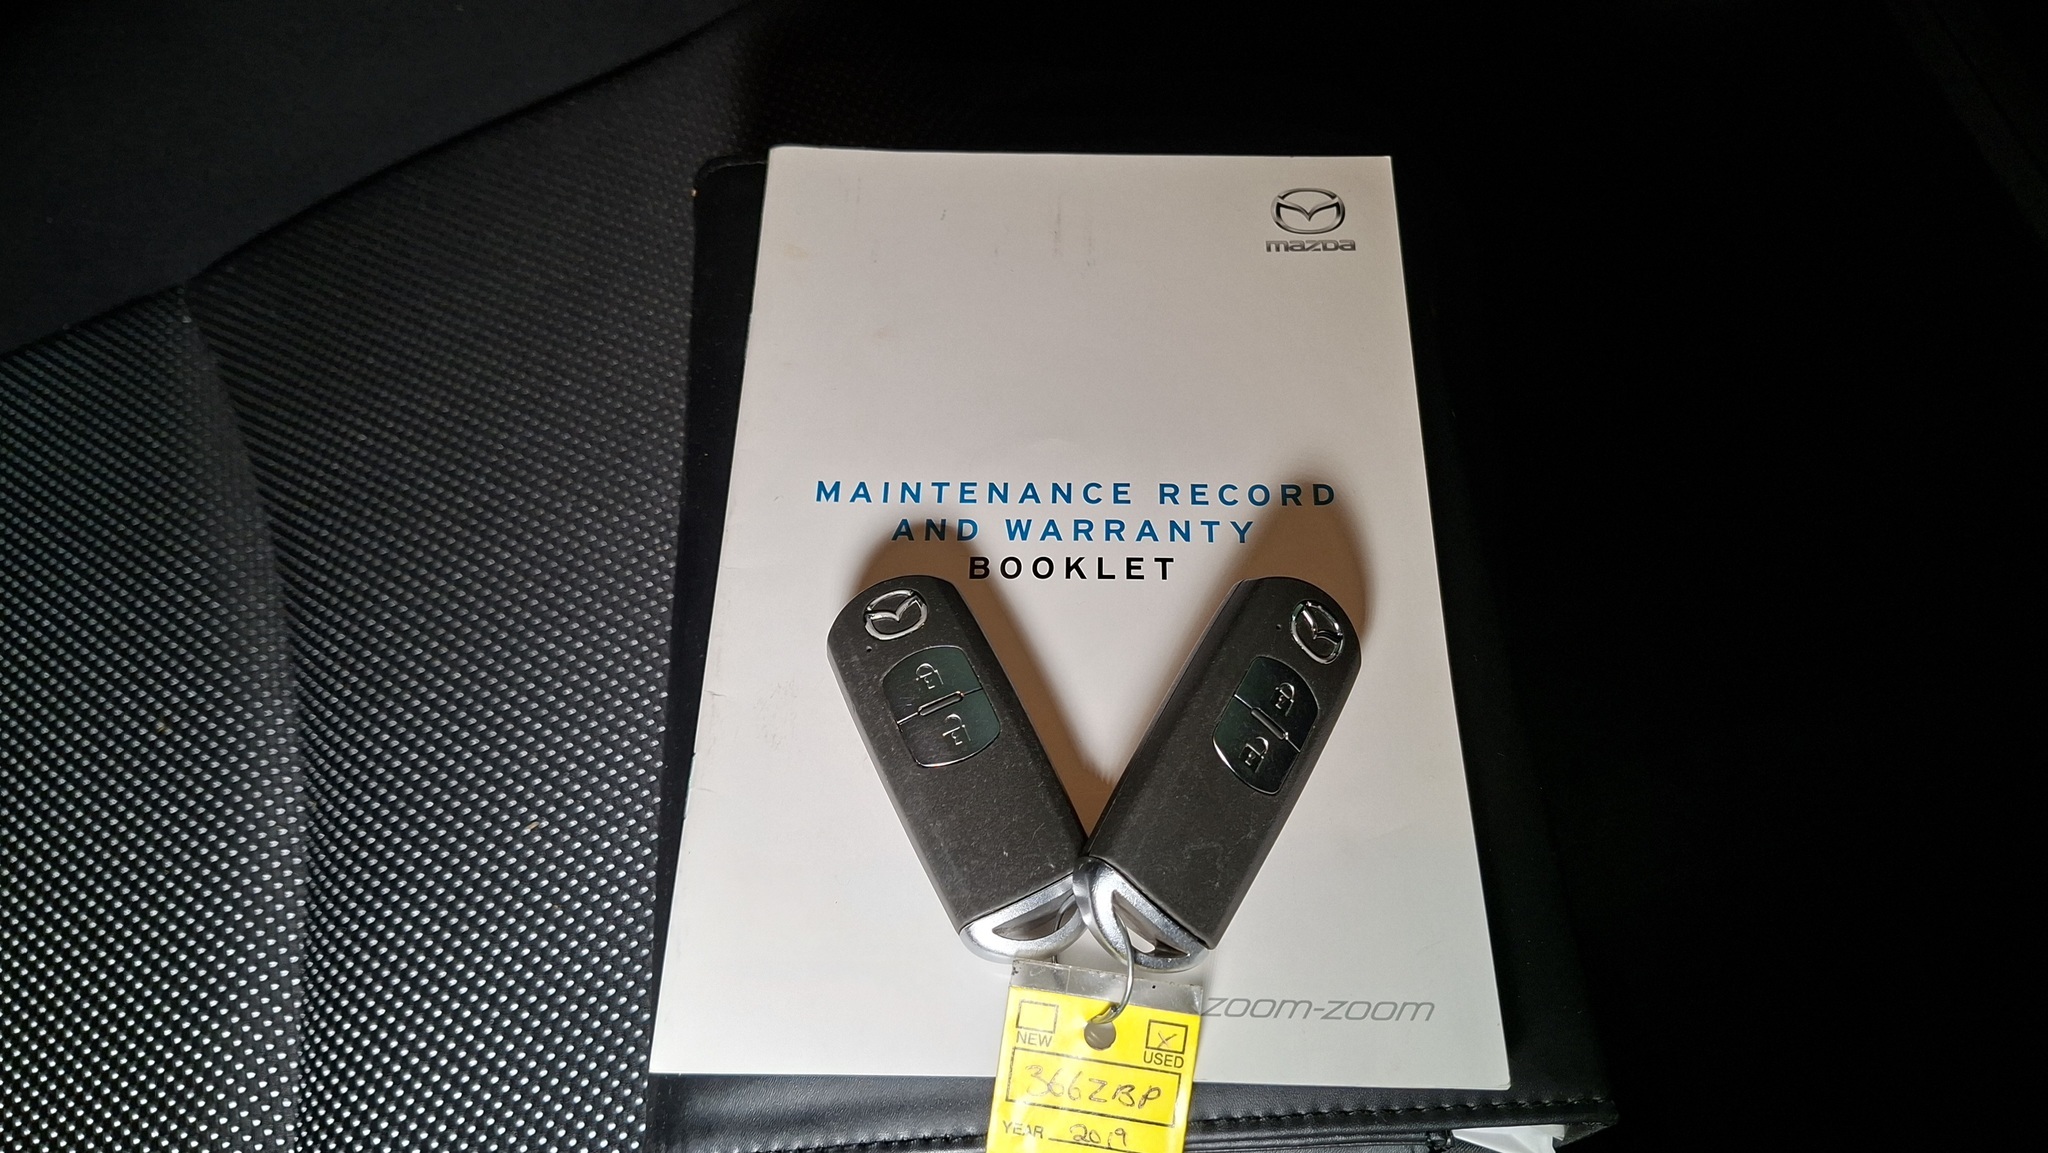 mazda
MAINTENANCE RECORD
AND WARRANTY
BOOKLET
zoom-zoom
NEW
USED
366ZBP
YEAR 2019